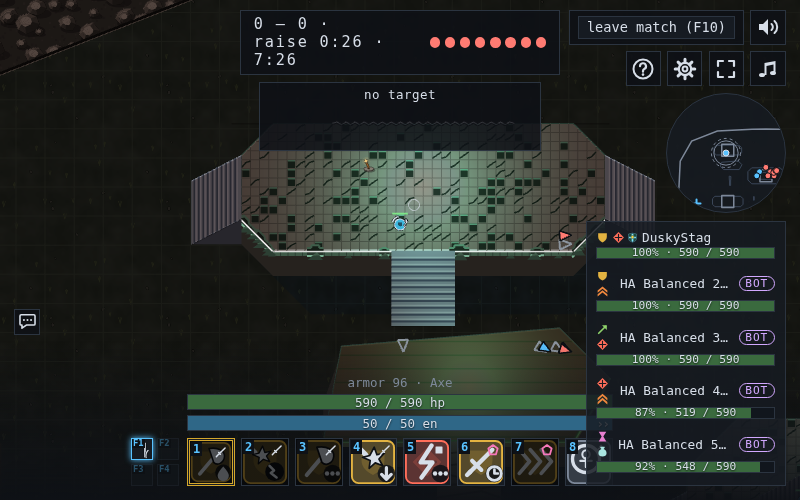 0 – 0 ·
raise 0:26 ·
7:26
leave match (F10)
no target
DuskyStag
100% · 590 / 590
HA Balanced 2… BOT
100% · 590 / 590
HA Balanced 3… BOT
100% · 590 / 590
HA Balanced 4… BOT
87% · 519 / 590
HA Balanced 5… BOT
92% · 548 / 590
armor 96 · Axe
590 / 590 hp
50 / 50 en
F1 F2
F3 F4
1 2 3 4 5 6 7 8